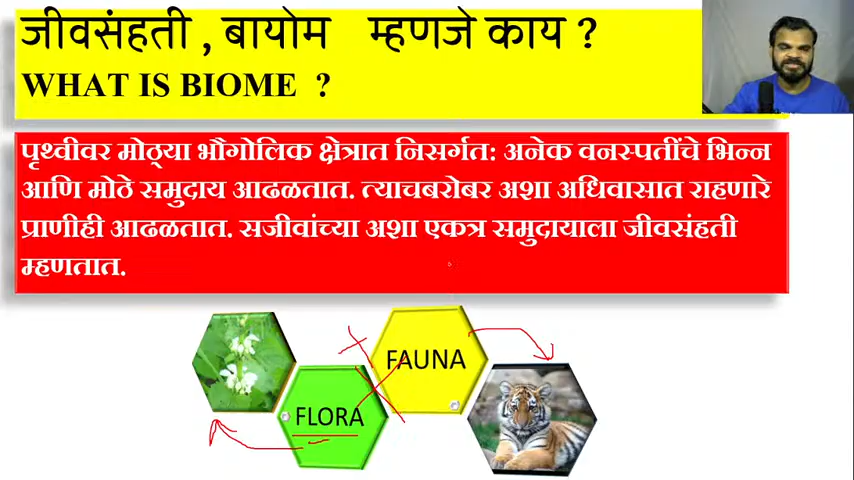 जीवसंहती , बायोम म्हणजे काय ?
WHAT IS BIOME ?
पृथ्वीवर मोठ्या भौगोलिक क्षेत्रात निसर्गत: अनेक वनस्पतींचे भिन्न
आणि मोठे समुदाय आढळतात. त्याचबरोबर अशा अधिवासात राहणारे
प्राणीही आढळतात. सजीवांच्या अशा एकत्र समुदायाला जीवसंहती
म्हणतात.
FAUNA
FLORA